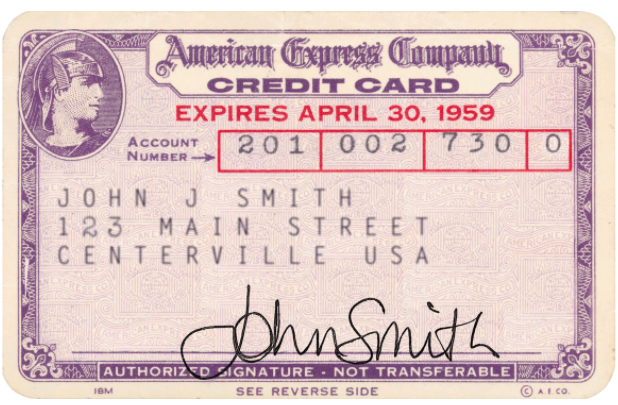 American Express Company
CREDIT CARD
EXPIRES APRIL 30, 1959
ACCOUNT NUMBER → 201 002 730 0
JOHN J SMITH
123 MAIN STREET
CENTERVILLE USA
John Smith
AUTHORIZED SIGNATURE - NOT TRANSFERABLE
IBM SEE REVERSE SIDE © A.E.CO.